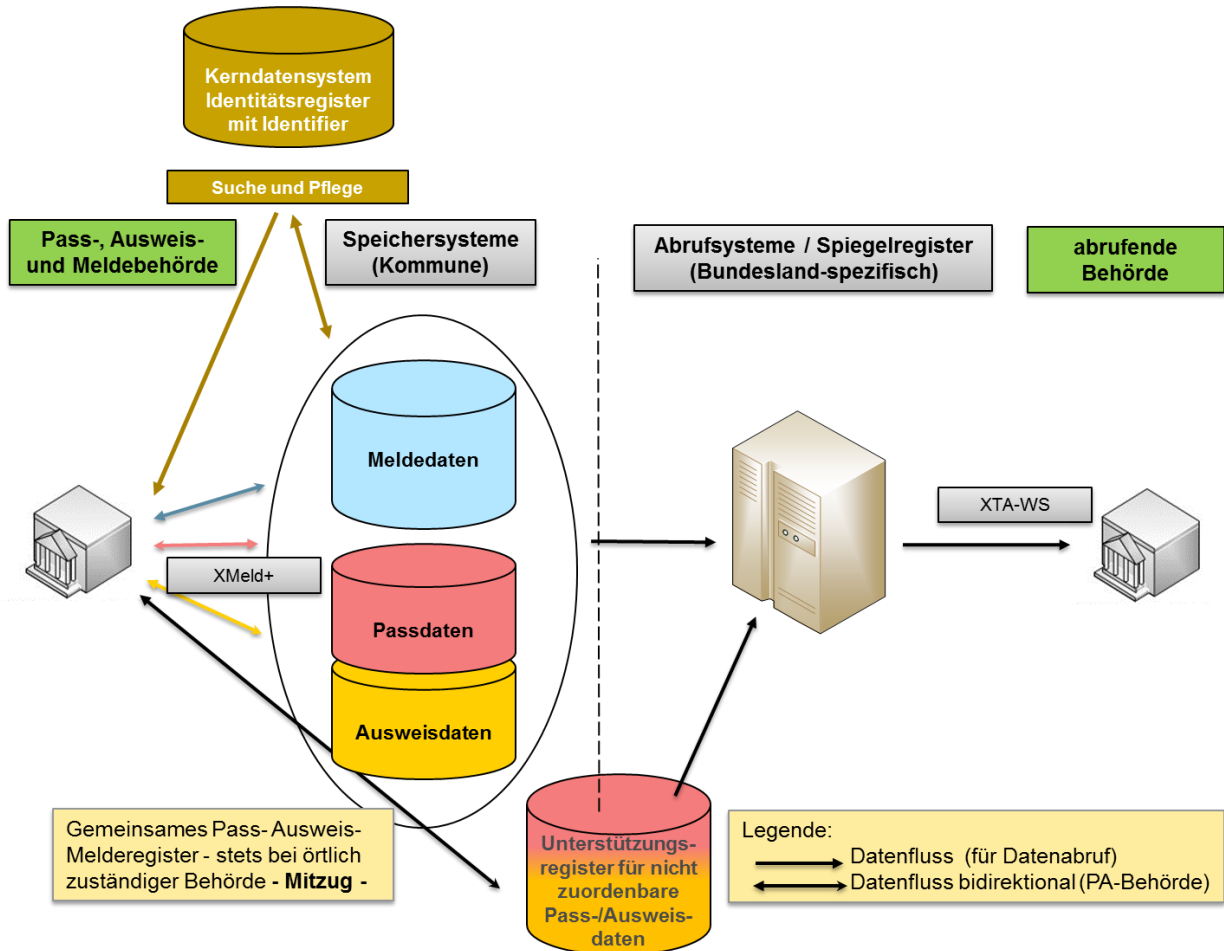 Kerndatensystem
Identitätsregister
mit Identifier
Suche und Pflege
Pass-, Ausweis-
und Meldebehörde
Speichersysteme
(Kommune)
Abrufsysteme / Spiegelregister
(Bundesland-spezifisch)
abrufende
Behörde
Meldedaten
XMeld+
Passdaten
Ausweisdaten
XTA-WS
Gemeinsames Pass- Ausweis-
Melderegister - stets bei örtlich
zuständiger Behörde - Mitzug -
Unterstützungs-
register für nicht
zuordenbare
Pass-/Ausweis-
daten
Legende:
Datenfluss (für Datenabruf)
Datenfluss bidirektional (PA-Behörde)